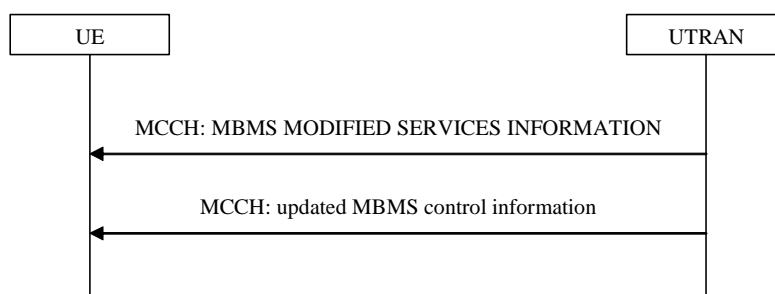 UE
UTRAN
MCCH: MBMS MODIFIED SERVICES INFORMATION
MCCH: updated MBMS control information